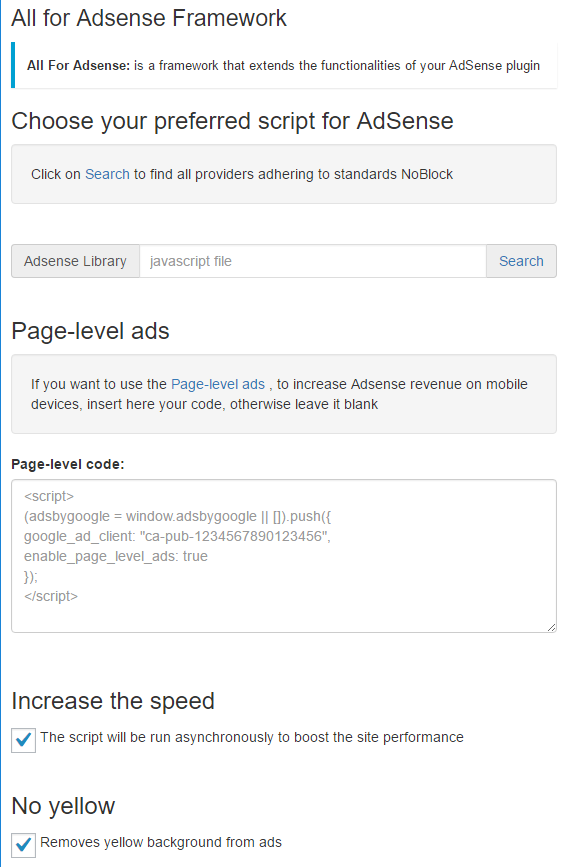 All for Adsense Framework
All For Adsense: is a framework that extends the functionalities of your AdSense plugin
Choose your preferred script for AdSense
Click on Search to find all providers adhering to standards NoBlock
Adsense Library javascript file Search
Page-level ads
If you want to use the Page-level ads , to increase Adsense revenue on mobile
devices, insert here your code, otherwise leave it blank
Page-level code:
<script>
(adsbygoogle = window.adsbygoogle || []).push({
google_ad_client: "ca-pub-1234567890123456",
enable_page_level_ads: true
});
</script>
Increase the speed
The script will be run asynchronously to boost the site performance
No yellow
Removes yellow background from ads